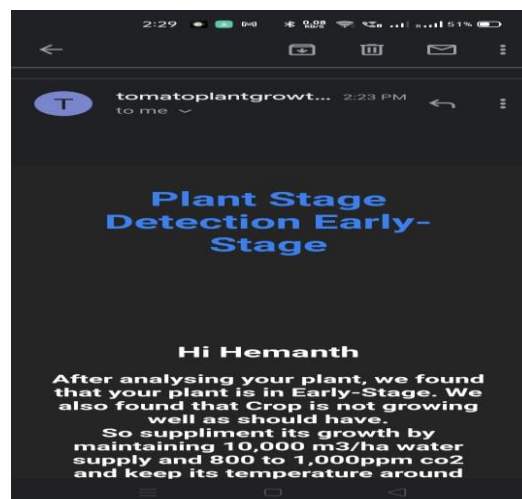 2:29 0.08 KB/S 51%
T tomatoplantgrowt... 2:23 PM
to me
Plant Stage
Detection Early-
Stage
Hi Hemanth
After analysing your plant, we found
that your plant is in Early-Stage. We
also found that Crop is not growing
well as should have.
So suppliment its growth by
maintaining 10,000 m3/ha water
supply and 800 to 1,000ppm co2
and keep its temperature around